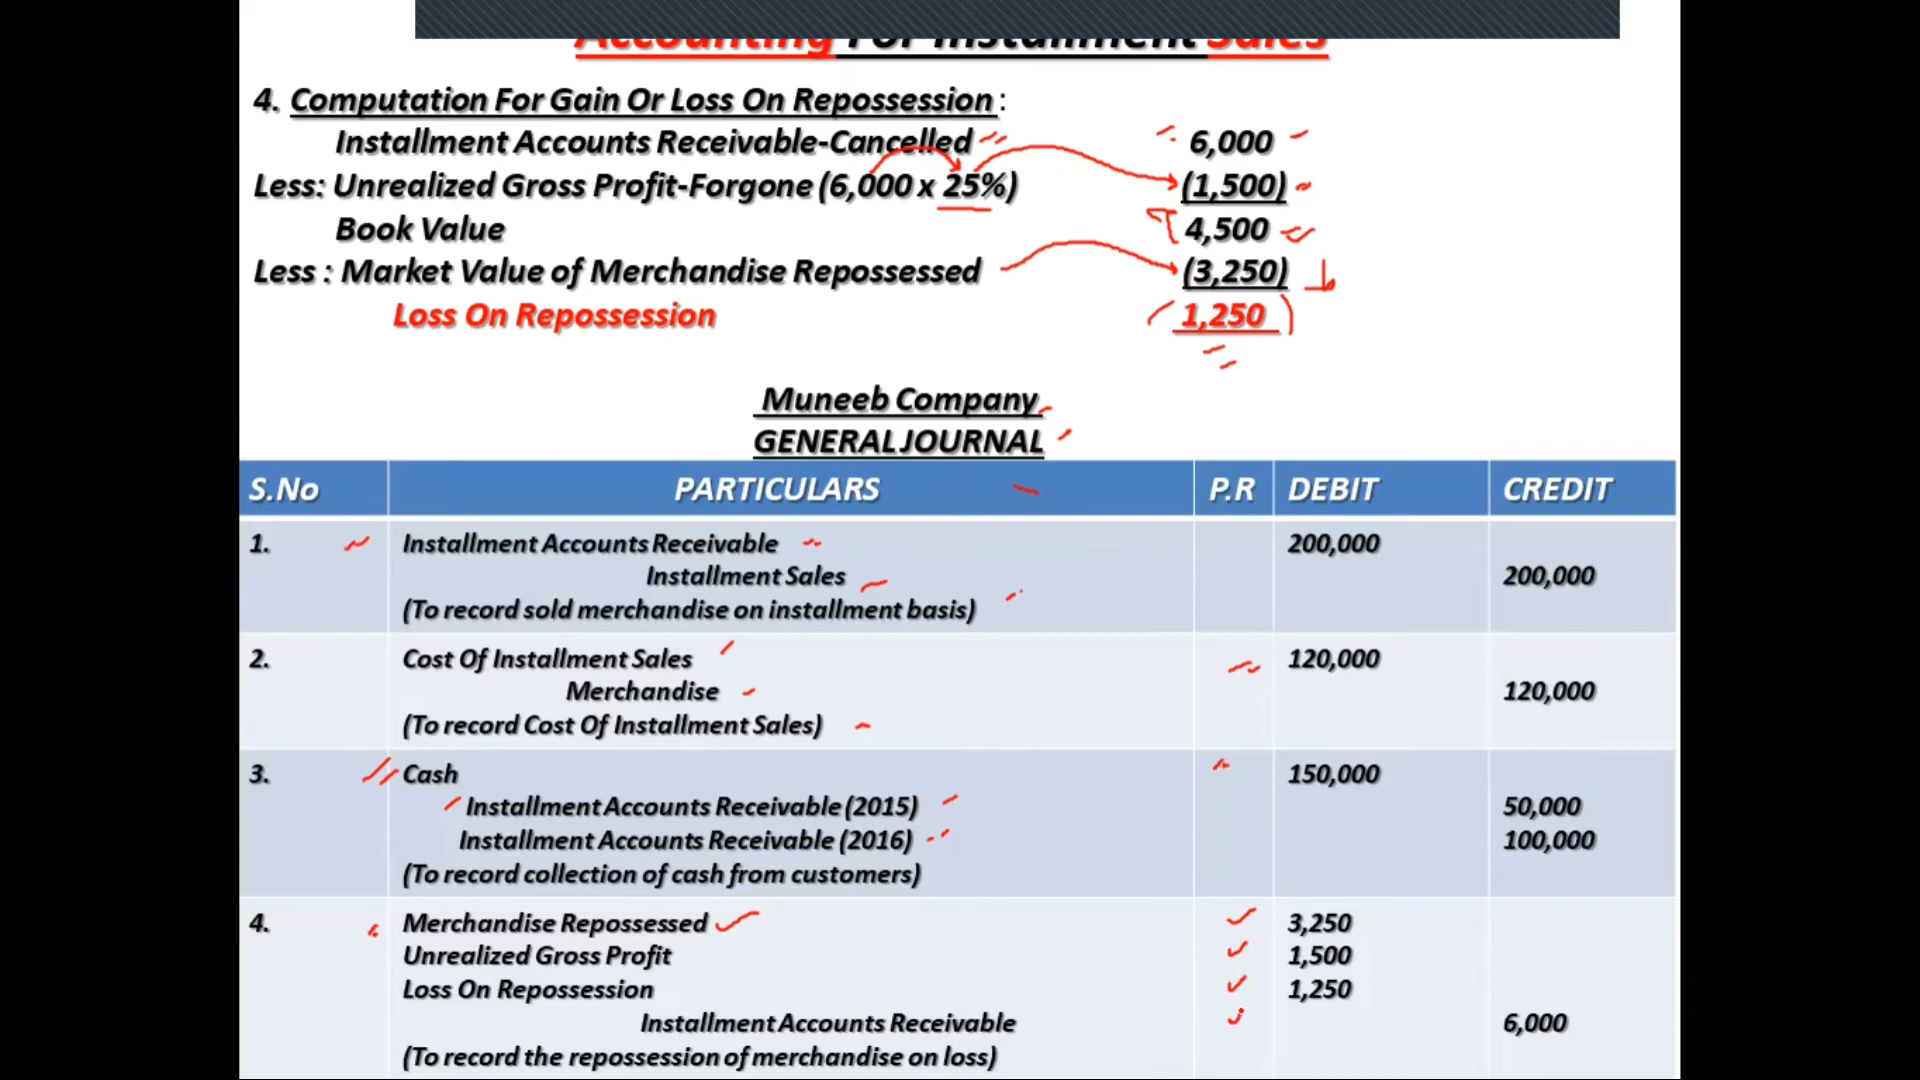 Accounting For Installment Sales
4. Computation For Gain Or Loss On Repossession :
Installment Accounts Receivable-Cancelled 6,000
Less: Unrealized Gross Profit-Forgone (6,000 x 25%) (1,500)
Book Value 4,500
Less : Market Value of Merchandise Repossessed (3,250)
Loss On Repossession 1,250
Muneeb Company
GENERAL JOURNAL
S.No PARTICULARS P.R DEBIT CREDIT
1. Installment Accounts Receivable 200,000
Installment Sales 200,000
(To record sold merchandise on installment basis)
2. Cost Of Installment Sales 120,000
Merchandise 120,000
(To record Cost Of Installment Sales)
3. Cash 150,000
Installment Accounts Receivable (2015) 50,000
Installment Accounts Receivable (2016) 100,000
(To record collection of cash from customers)
4. Merchandise Repossessed 3,250
Unrealized Gross Profit 1,500
Loss On Repossession 1,250
Installment Accounts Receivable 6,000
(To record the repossession of merchandise on loss)